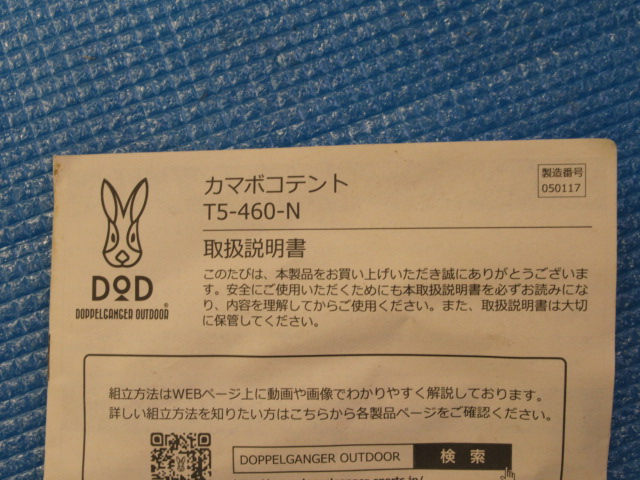 カマボコテント
T5-460-N
製造番号
050117
取扱説明書
DOD
DOPPELGANGER OUTDOOR®
このたびは、本製品をお買い上げいただき誠にありがとうございま
す。安全にご使用いただくためにも本取扱説明書を必ずお読みにな
り、内容を理解してからご使用ください。また、取扱説明書は大切
に保管してください。
組立方法はWEBページ上に動画や画像でわかりやすく解説しております。
詳しい組立方法を知りたい方はこちらから各製品ページをご確認ください。
DOPPELGANGER OUTDOOR 検索